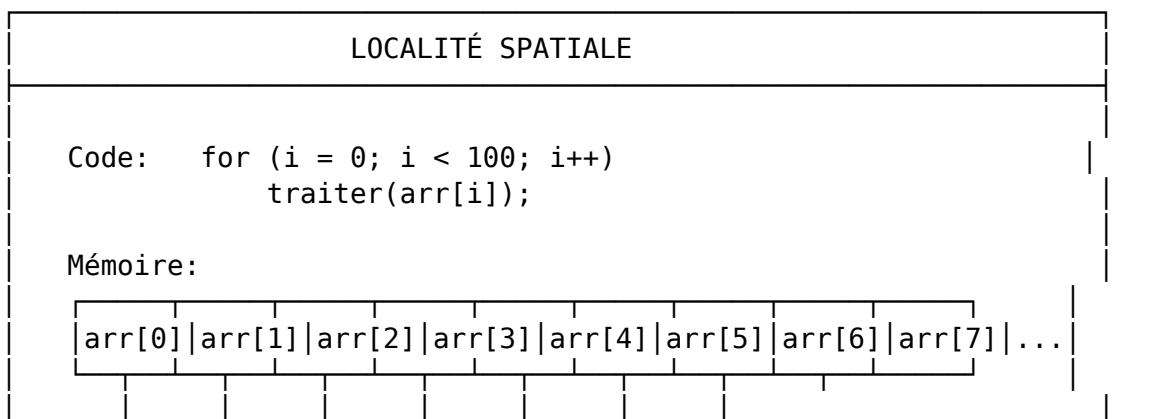 LOCALITÉ SPATIALE
Code: for (i = 0; i < 100; i++)
traiter(arr[i]);
Mémoire:
arr[0]|arr[1]|arr[2]|arr[3]|arr[4]|arr[5]|arr[6]|arr[7]|...